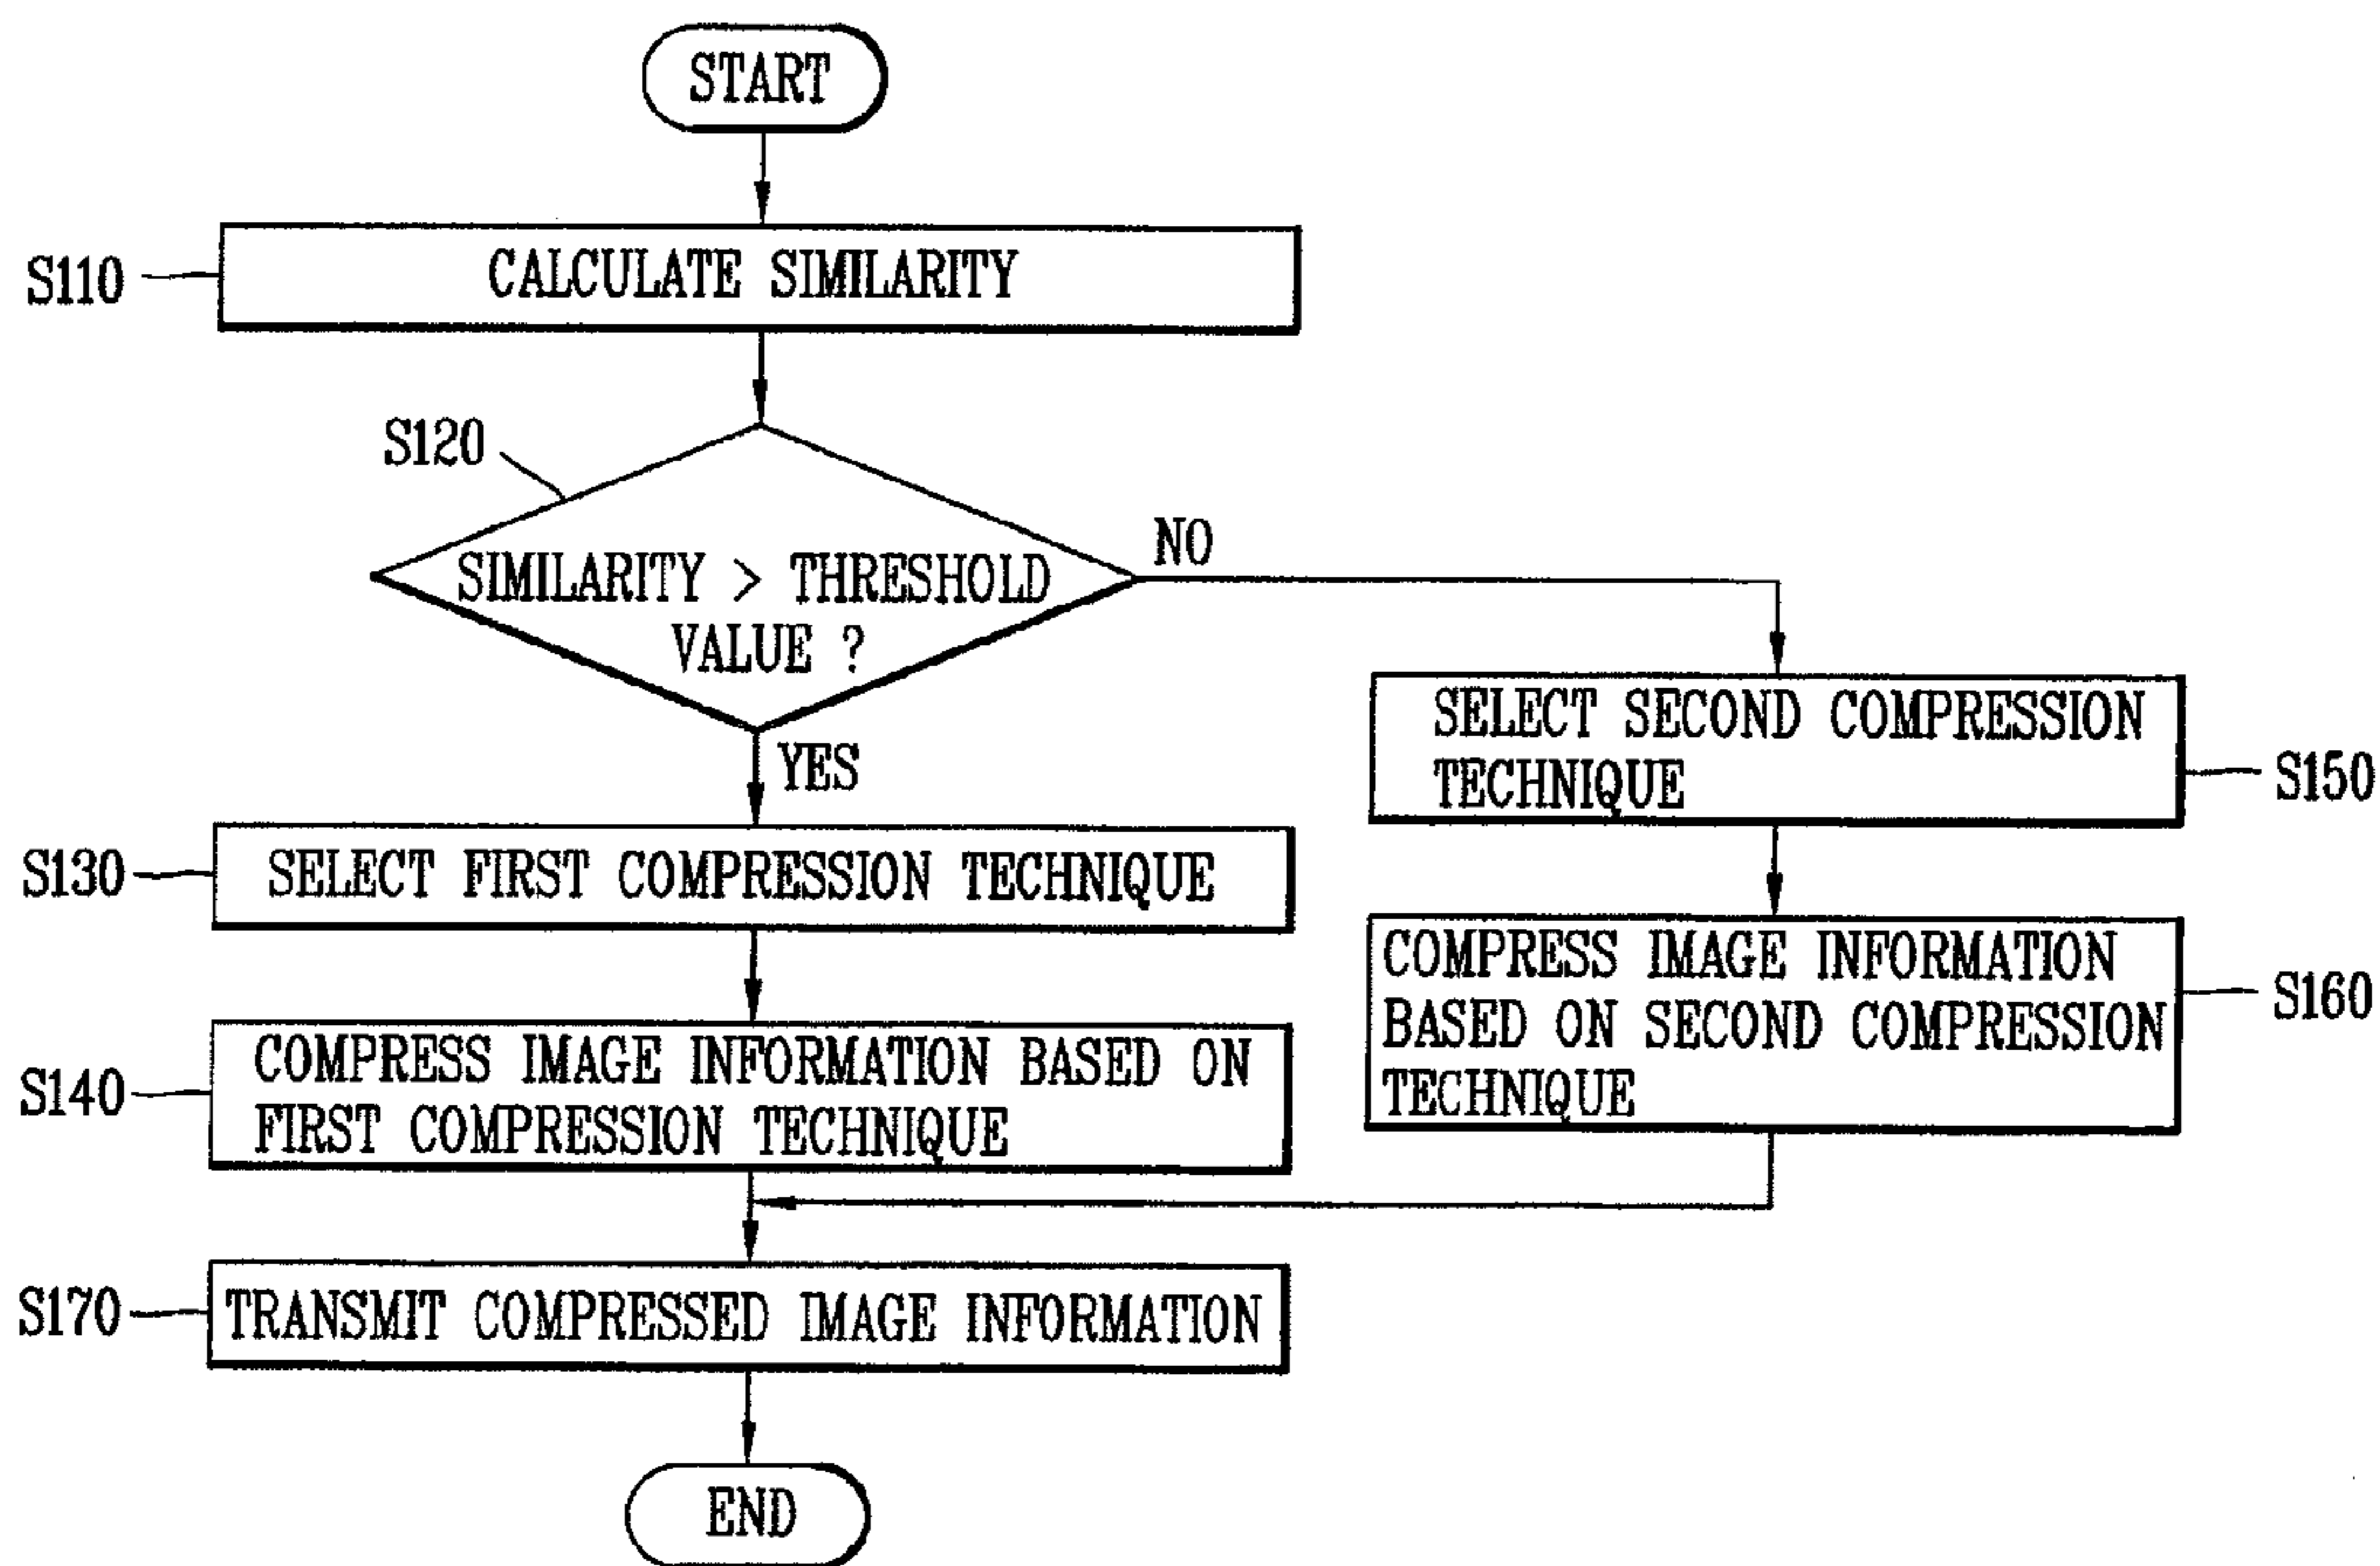 START
S110
CALCULATE SIMILARITY
S120
SIMILARITY > THRESHOLD
VALUE ?
NO
YES
SELECT SECOND COMPRESSION
TECHNIQUE
S150
S130
SELECT FIRST COMPRESSION TECHNIQUE
COMPRESS IMAGE INFORMATION
BASED ON SECOND COMPRESSION
TECHNIQUE
S160
S140
COMPRESS IMAGE INFORMATION BASED ON
FIRST COMPRESSION TECHNIQUE
S170
TRANSMIT COMPRESSED IMAGE INFORMATION
END